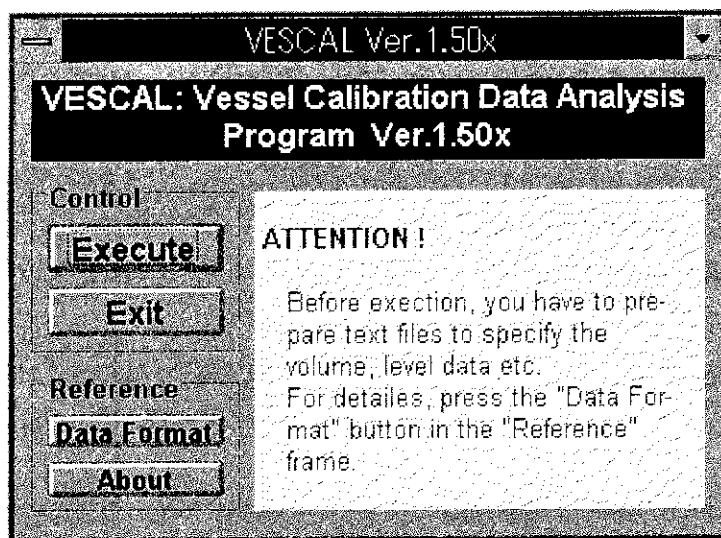 VESCAL Ver.1.50x
VESCAL: Vessel Calibration Data Analysis
Program Ver.1.50x
Control
Execute
Exit
Reference
Data Format
About
ATTENTION !
Before exection, you have to pre-
pare text files to specify the
volume, level data etc.
For detailes, press the "Data For-
mat" button in the "Reference"
frame.